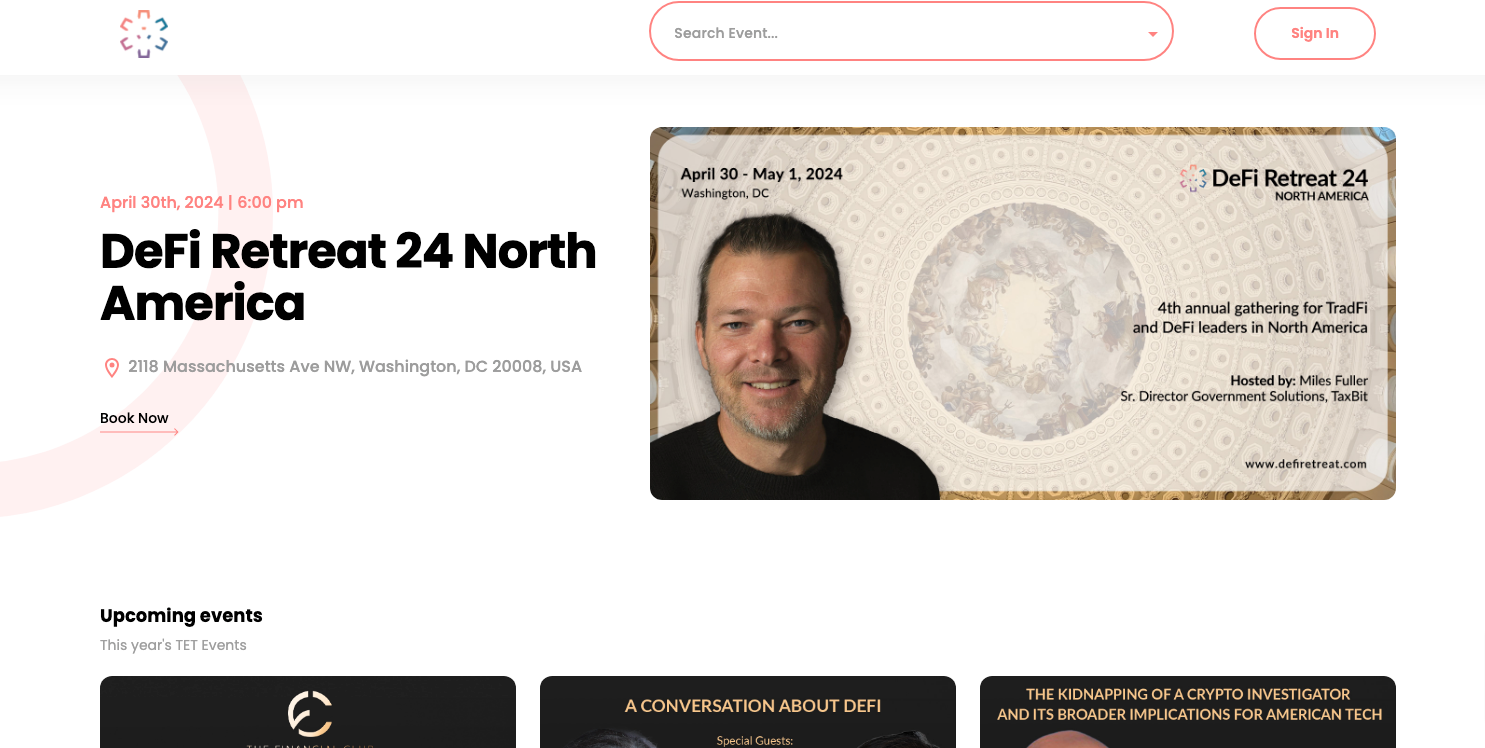 Search Event...
Sign In
April 30th, 2024 | 6:00 pm
DeFi Retreat 24 North
America
2118 Massachusetts Ave NW, Washington, DC 20008, USA
Book Now
April 30 - May 1, 2024
Washington, DC
DeFi Retreat 24
NORTH AMERICA
4th annual gathering for TradFi
and DeFi leaders in North America
Hosted by: Miles Fuller
Sr. Director Government Solutions, TaxBit
www.defiretreat.com
Upcoming events
This year's TET Events
THE FINANCIAL CLUB
A CONVERSATION ABOUT DEFI
Special Guests:
THE KIDNAPPING OF A CRYPTO INVESTIGATOR
AND ITS BROADER IMPLICATIONS FOR AMERICAN TECH